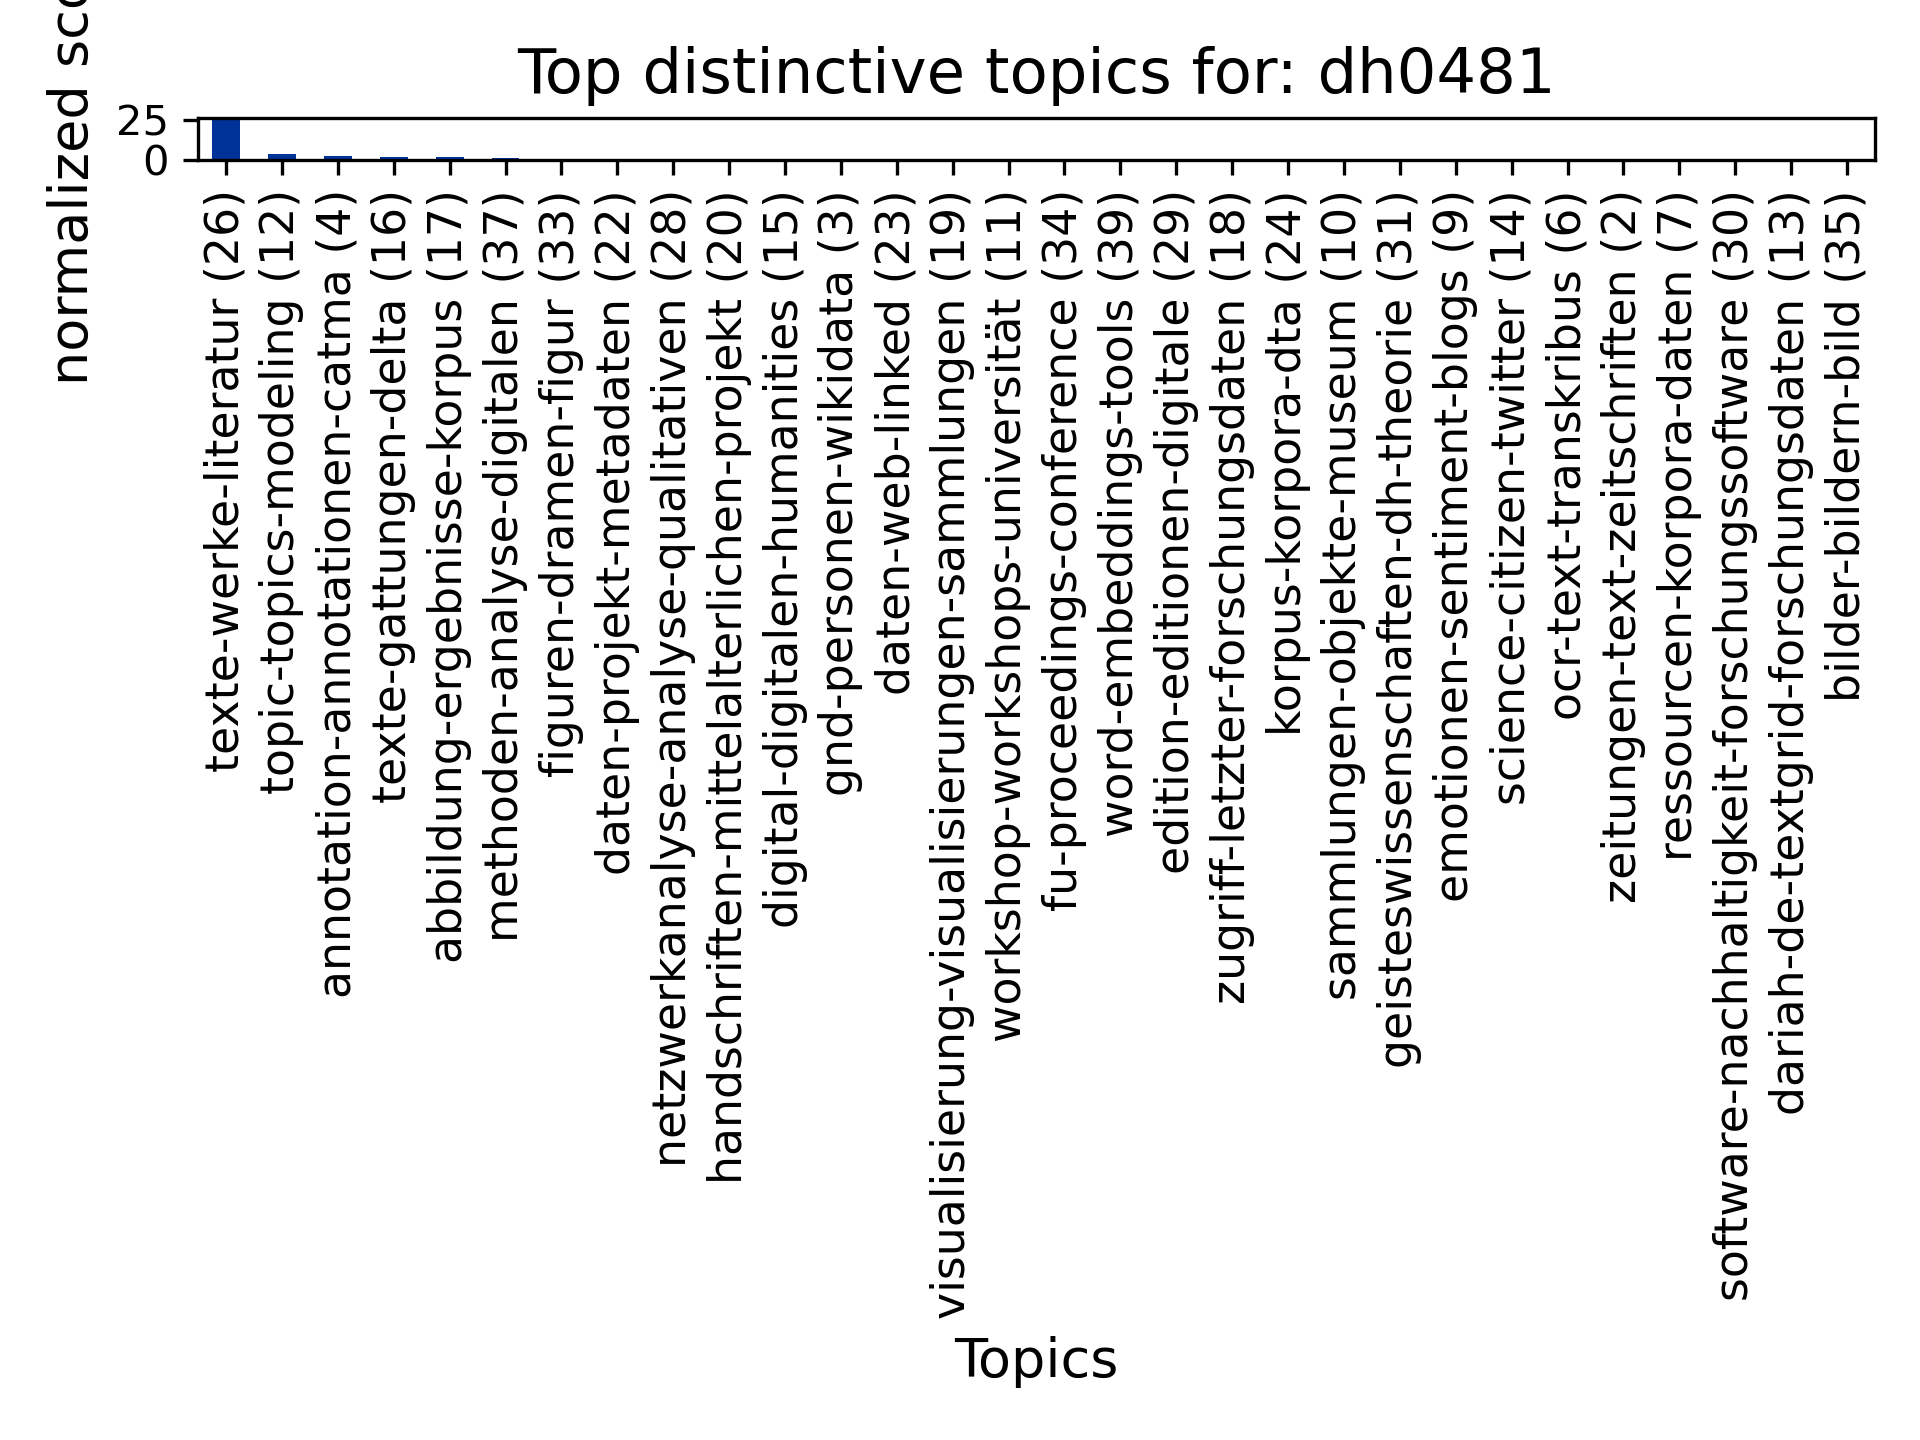 Top distinctive topics for: dh0481
normalized sco
25
0
texte-werke-literatur (26)
topic-topics-modeling (12)
annotation-annotationen-catma (4)
texte-gattungen-delta (16)
abbildung-ergebnisse-korpus (17)
methoden-analyse-digitalen (37)
figuren-dramen-figur (33)
daten-projekt-metadaten (22)
netzwerkanalyse-analyse-qualitativen (28)
handschriften-mittelalterlichen-projekt (20)
digital-digitalen-humanities (15)
gnd-personen-wikidata (3)
daten-web-linked (23)
visualisierung-visualisierungen-sammlungen (19)
workshop-workshops-universität (11)
fu-proceedings-conference (34)
word-embeddings-tools (39)
edition-editionen-digitale (29)
zugriff-letzter-forschungsdaten (18)
korpus-korpora-dta (24)
sammlungen-objekte-museum (10)
geisteswissenschaften-dh-theorie (31)
emotionen-sentiment-blogs (9)
science-citizen-twitter (14)
ocr-text-transkribus (6)
zeitungen-text-zeitschriften (2)
ressourcen-korpora-daten (7)
software-nachhaltigkeit-forschungssoftware (30)
dariah-de-textgrid-forschungsdaten (13)
bilder-bildern-bild (35)
Topics